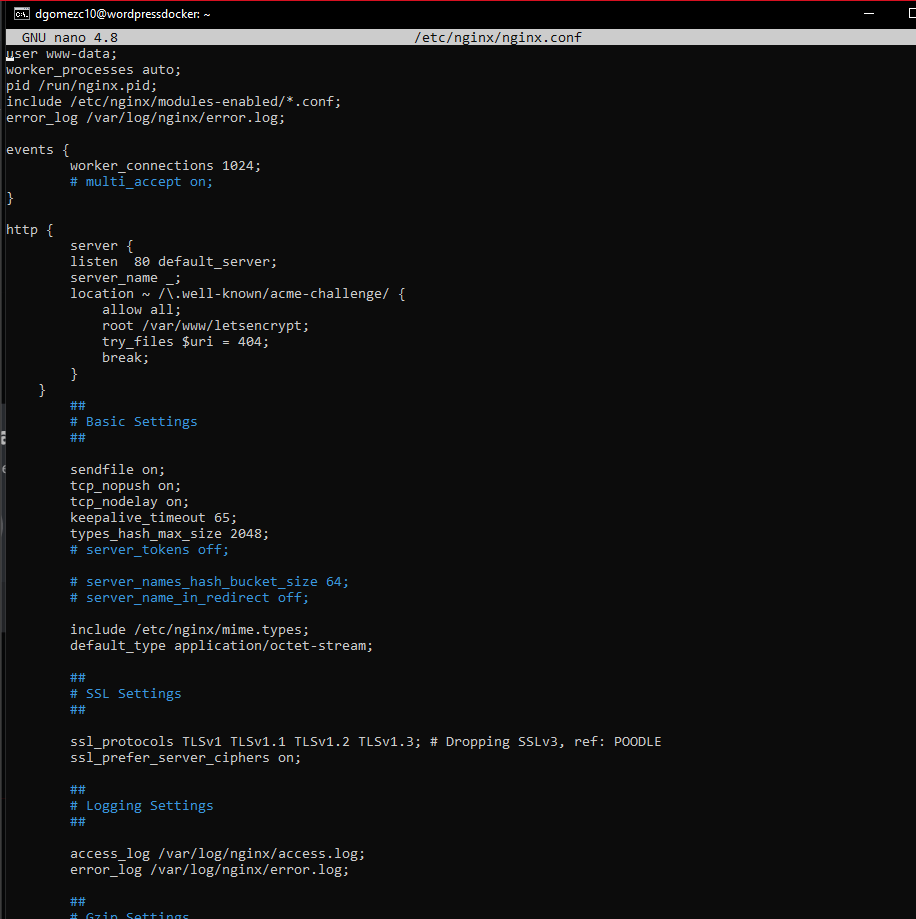 dgomezc10@wordpressdocker: ~
GNU nano 4.8 /etc/nginx/nginx.conf
user www-data;
worker_processes auto;
pid /run/nginx.pid;
include /etc/nginx/modules-enabled/*.conf;
error_log /var/log/nginx/error.log;
events {
worker_connections 1024;
# multi_accept on;
}
http {
server {
listen  80 default_server;
server_name _;
location ~ /\.well-known/acme-challenge/ {
allow all;
root /var/www/letsencrypt;
try_files $uri = 404;
break;
}
}
##
# Basic Settings
##
sendfile on;
tcp_nopush on;
tcp_nodelay on;
keepalive_timeout 65;
types_hash_max_size 2048;
# server_tokens off;
# server_names_hash_bucket_size 64;
# server_name_in_redirect off;
include /etc/nginx/mime.types;
default_type application/octet-stream;
##
# SSL Settings
##
ssl_protocols TLSv1 TLSv1.1 TLSv1.2 TLSv1.3; # Dropping SSLv3, ref: POODLE
ssl_prefer_server_ciphers on;
##
# Logging Settings
##
access_log /var/log/nginx/access.log;
error_log /var/log/nginx/error.log;
##
# Gzip Settings